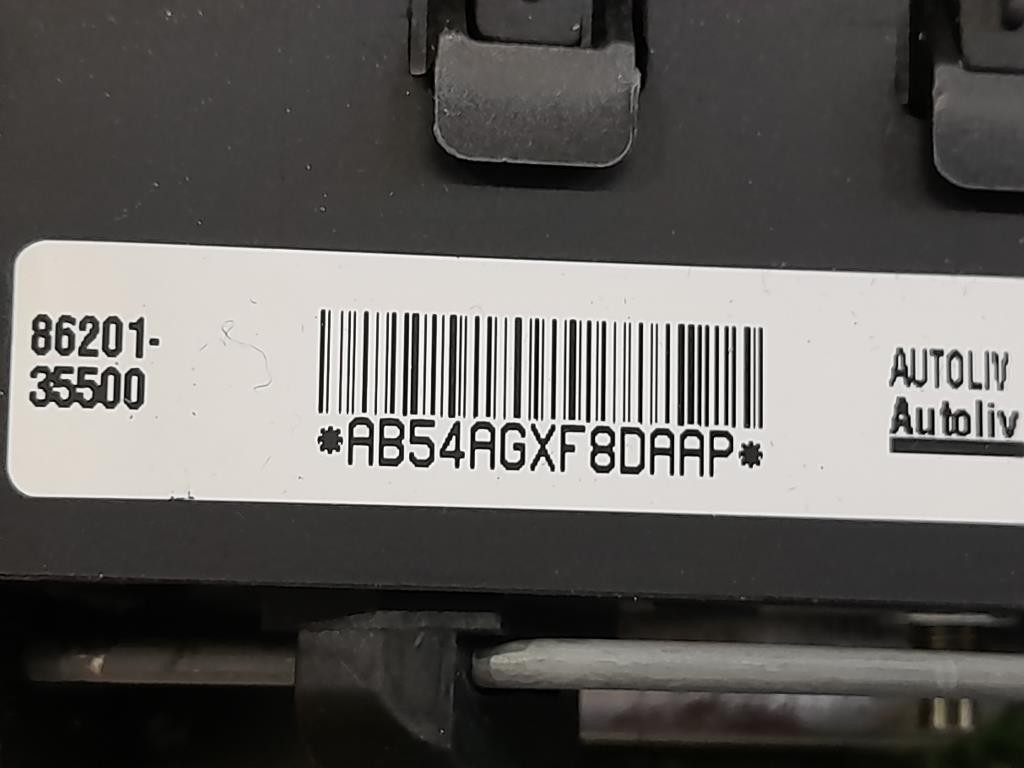 86201-
35500
*AB54AGXF8DAAP*
AUTOLIV
Autoliv